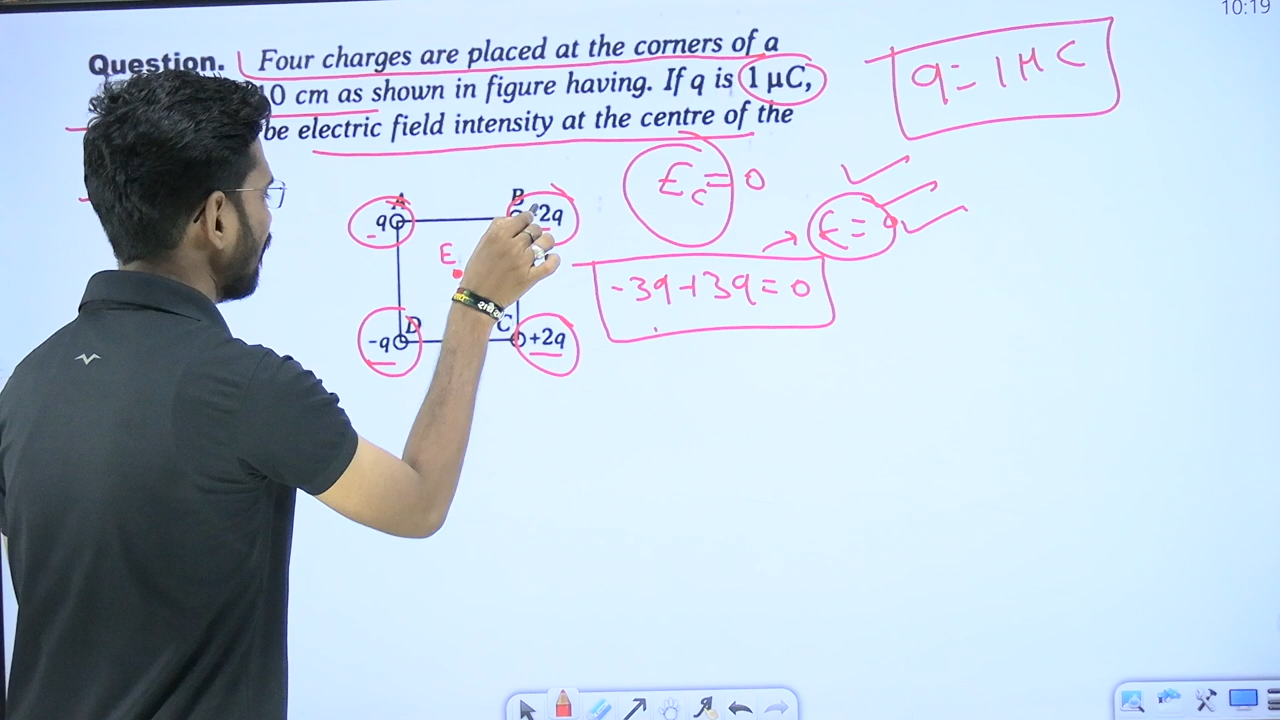 10:19
Question. Four charges are placed at the corners of a
10 cm as shown in figure having. If q is 1 μC,
be electric field intensity at the centre of the
q = 1 μC
E_c = 0
E =
-3q+3q=0
A
B
q
2q
E
D
C
-q
+2q